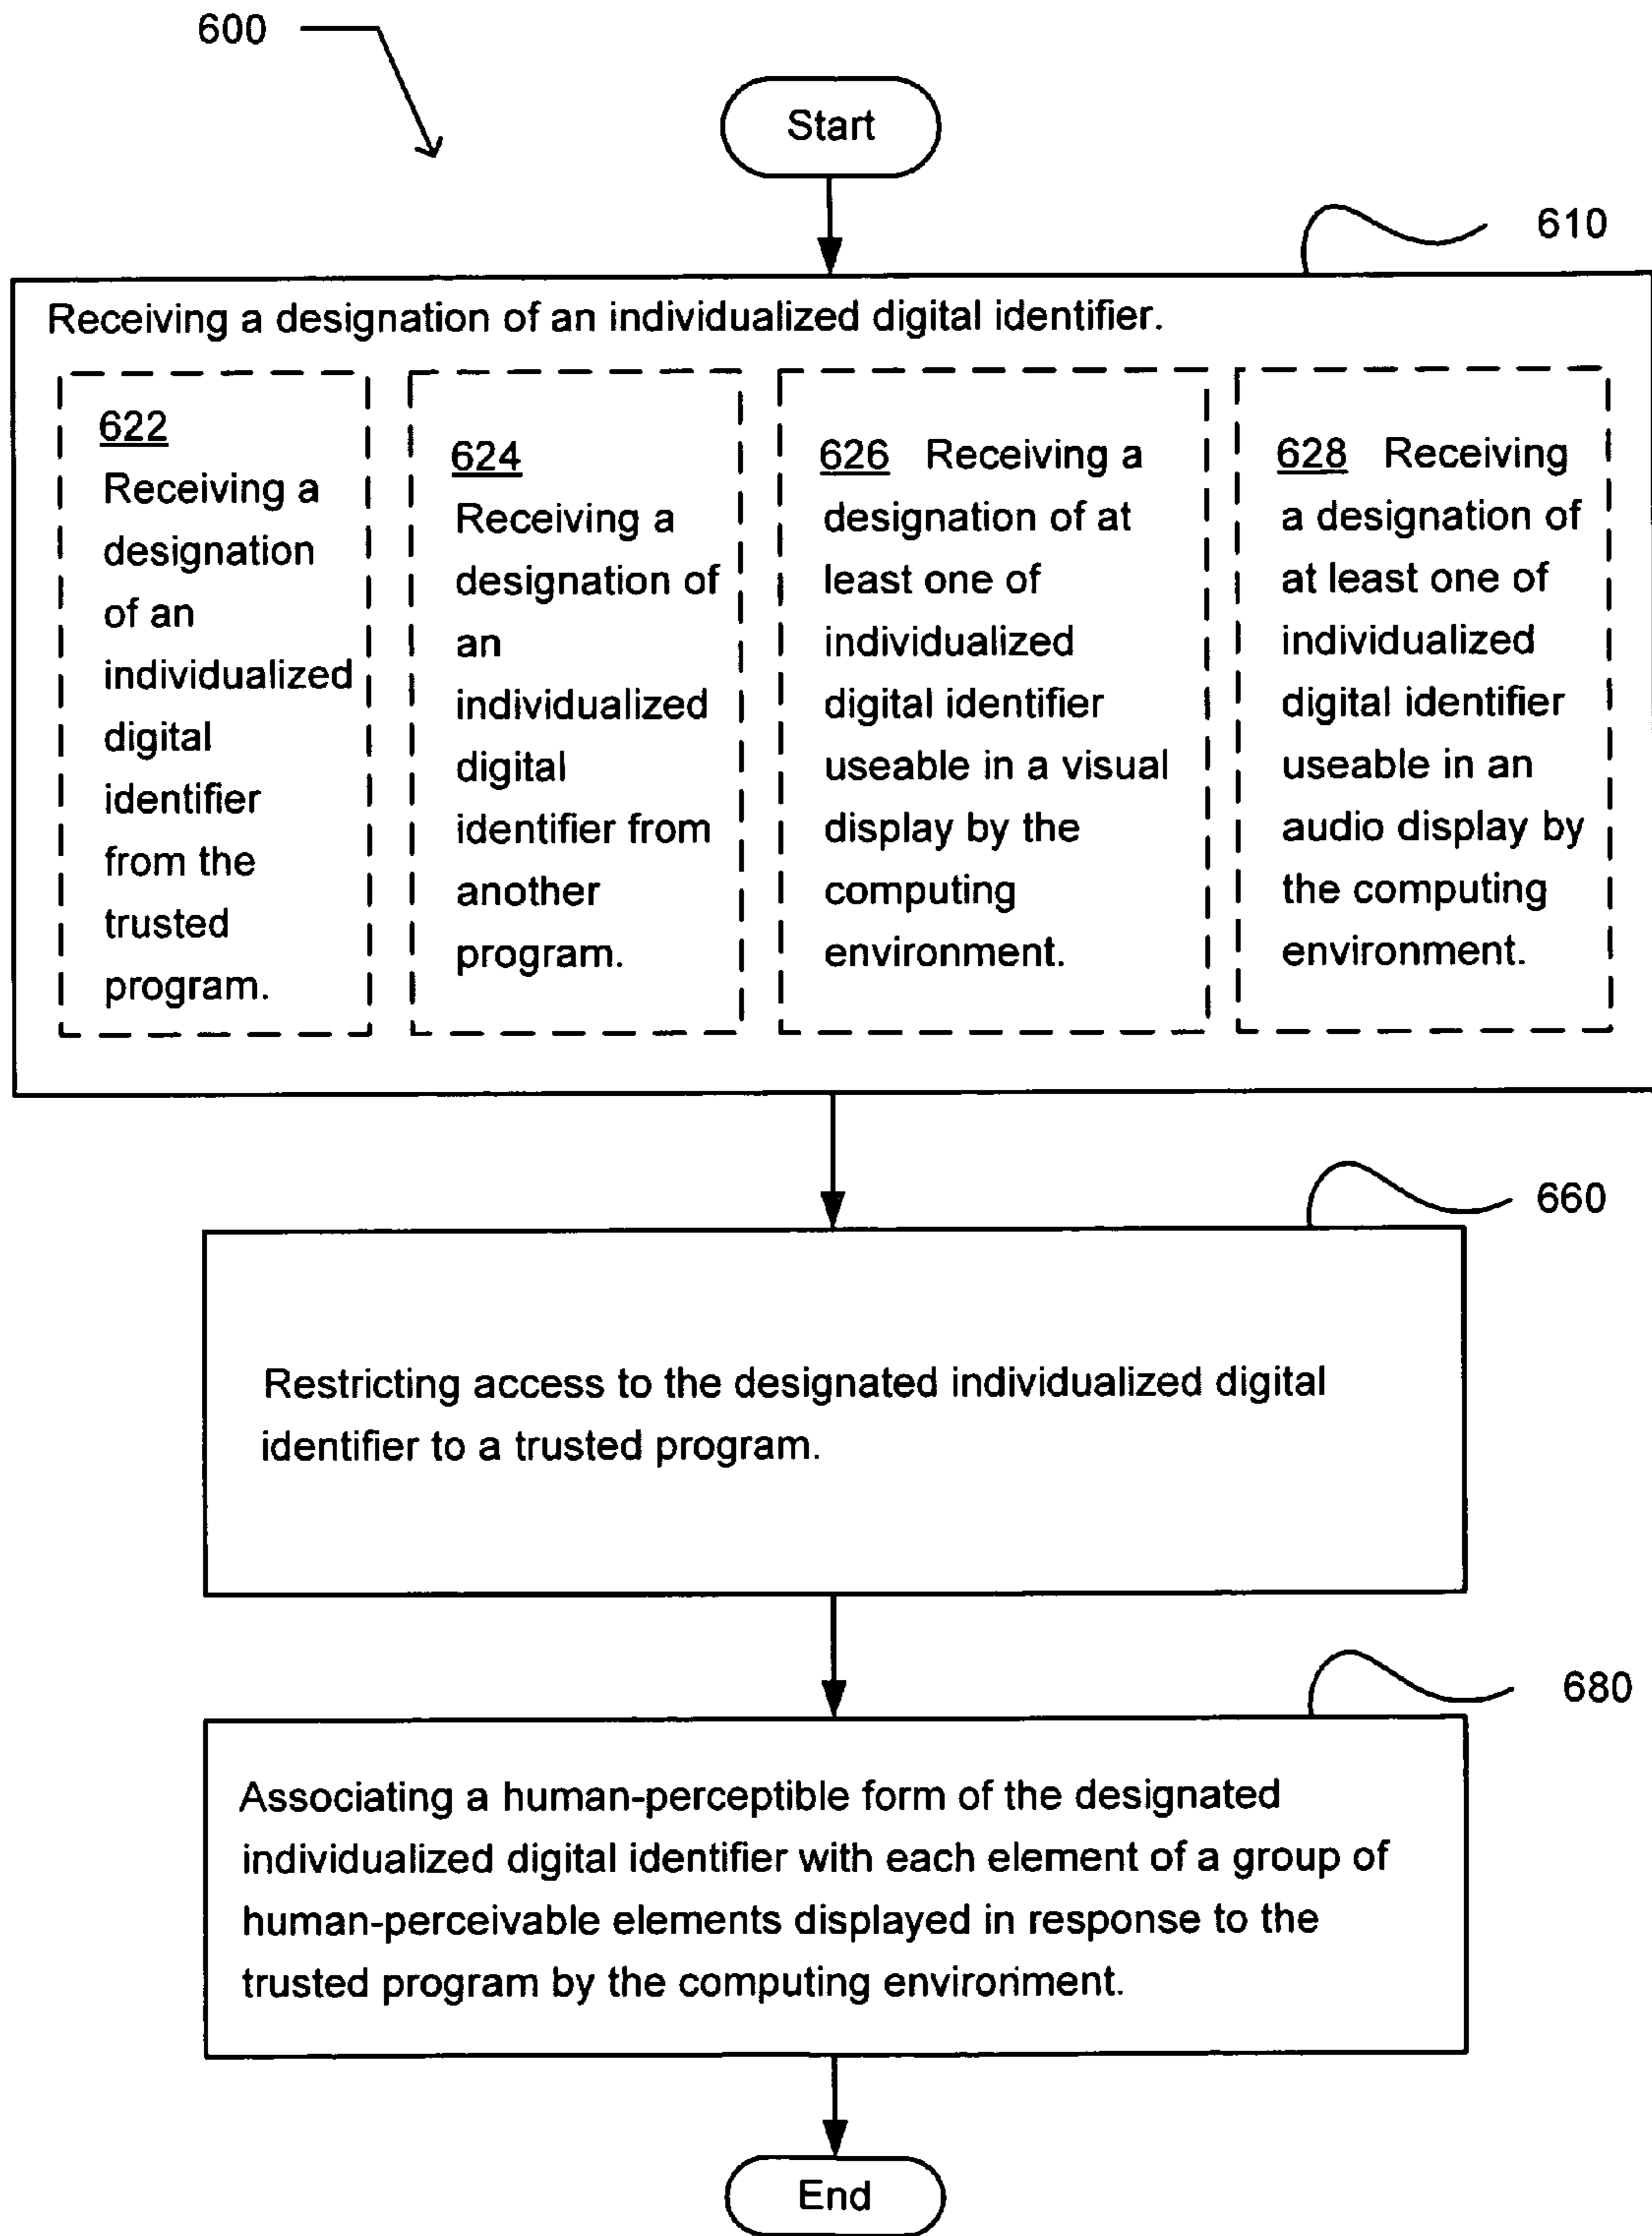 600
Start
610
Receiving a designation of an individualized digital identifier.
622
Receiving a
designation
of an
individualized
digital
identifier
from the
trusted
program.
624
Receiving a
designation of
an
individualized
digital
identifier from
another
program.
626 Receiving a
designation of at
least one of
individualized
digital identifier
useable in a visual
display by the
computing
environment.
628 Receiving
a designation of
at least one of
individualized
digital identifier
useable in an
audio display by
the computing
environment.
660
Restricting access to the designated individualized digital
identifier to a trusted program.
680
Associating a human-perceptible form of the designated
individualized digital identifier with each element of a group of
human-perceivable elements displayed in response to the
trusted program by the computing environment.
End